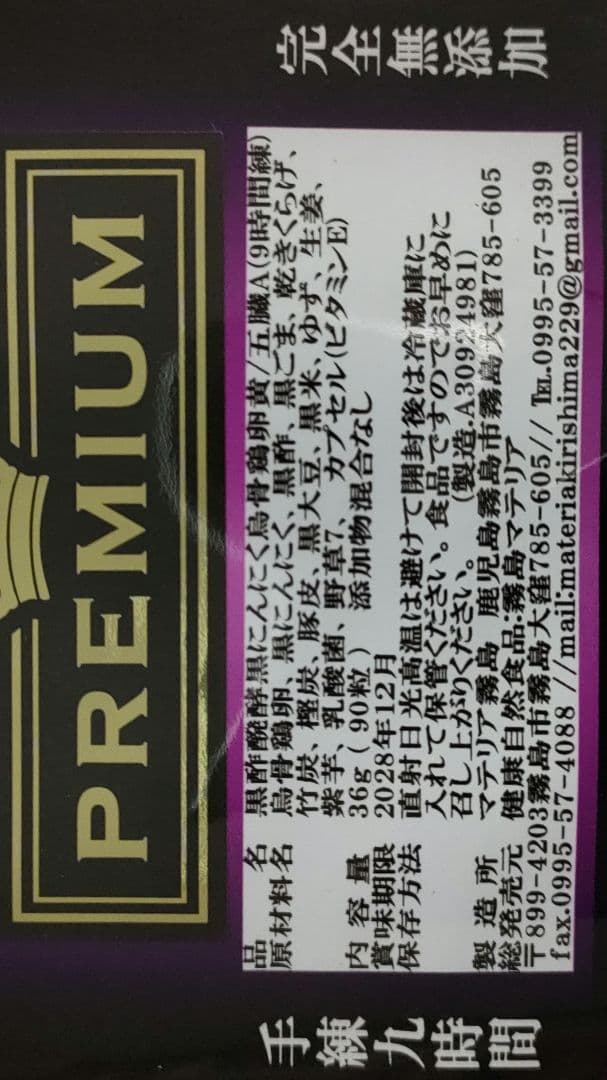 完全無添加
PREMIUM
品名 黒酢醗酵黒にんにく烏骨鶏卵黄/五臓A(9時間練)
原材料名 烏骨鶏卵、黒にんにく、黒酢、黒ごま、乾きくらげ、
竹炭、樫炭、豚皮、黒大豆、黒米、ゆず、生姜、
紫芋、乳酸菌、野草7、カプセル(ビタミンE)
内容量 36g(90粒) 添加物混合なし
賞味期限 2028年12月
保存方法 直射日光高温は避けて開封後は冷蔵庫に
入れて保管ください。食品ですのでお早めに
召し上がりください。 (製造.A30924981)
製造所 マテリア霧島 鹿児島霧島市霧島大窪785-605
総発売元 健康自然食品:霧島マテリア
〒899-4203霧島市霧島大窪785-605// ℡.0995-57-3399
fax.0995-57-4088 //mail:materiakirishima229@gmail.com
手練九時間